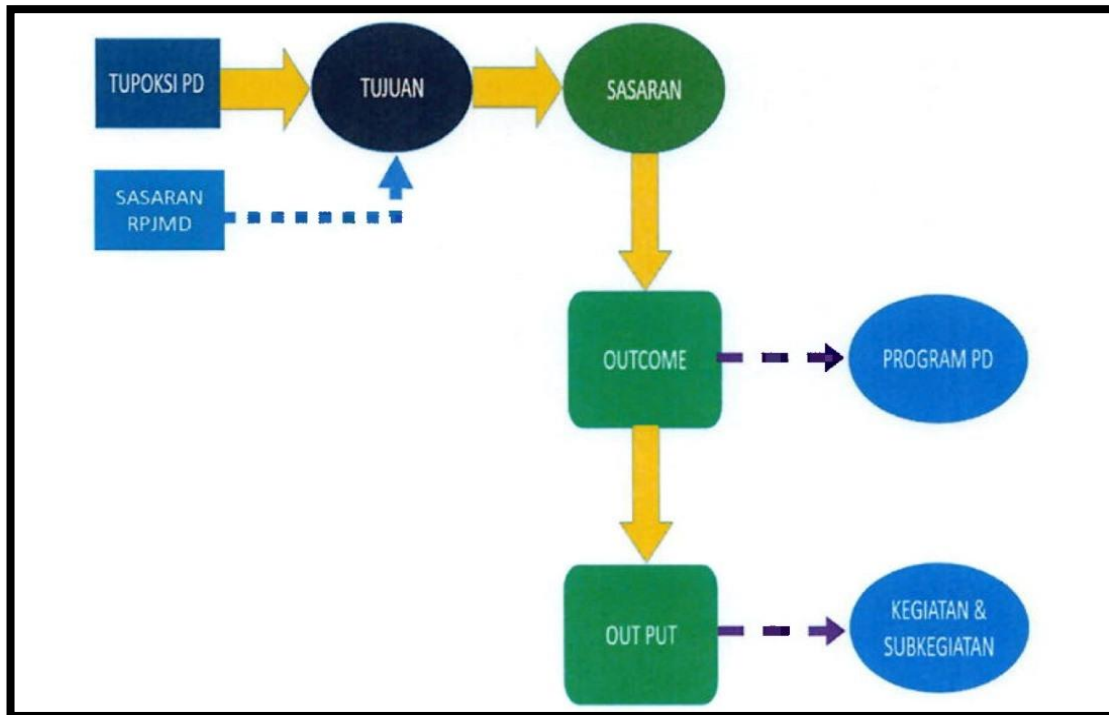 TUPOKSI PD
TUJUAN
SASARAN
SASARAN
RPJMD
OUTCOME
PROGRAM PD
OUT PUT
KEGIATAN &
SUBKEGIATAN